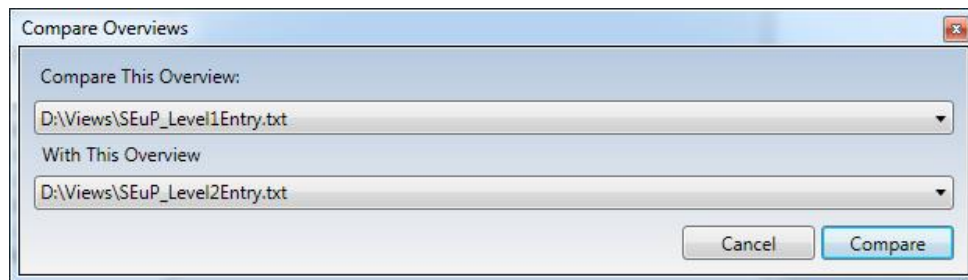 Compare Overviews
Compare This Overview:
D:\Views\SEuP_Level1Entry.txt
With This Overview
D:\Views\SEuP_Level2Entry.txt
Cancel Compare